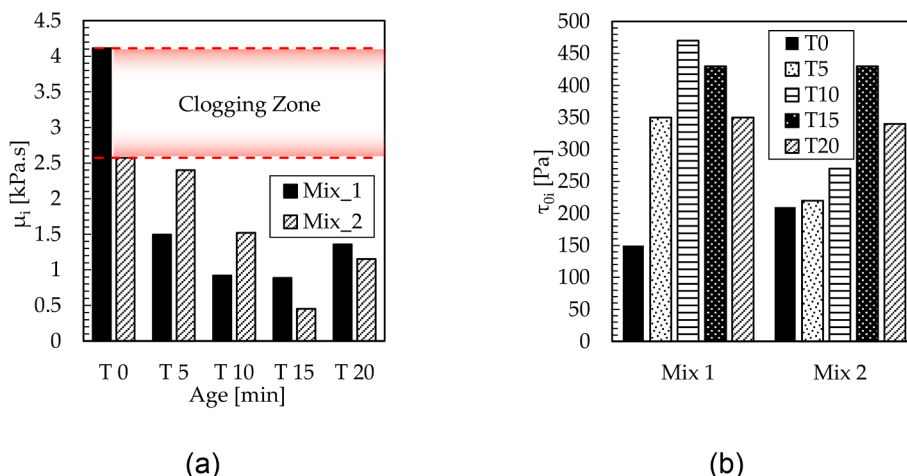 4.5
4
3.5
3
2.5
2
1.5
1
0.5
0
μi [kPa.s]
Clogging Zone
Mix_1
Mix_2
T 0 T 5 T 10 T 15 T 20
Age [min]
(a)
500
450
400
350
300
250
200
150
100
50
0
τ0i [Pa]
T0
T5
T10
T15
T20
Mix 1 Mix 2
(b)